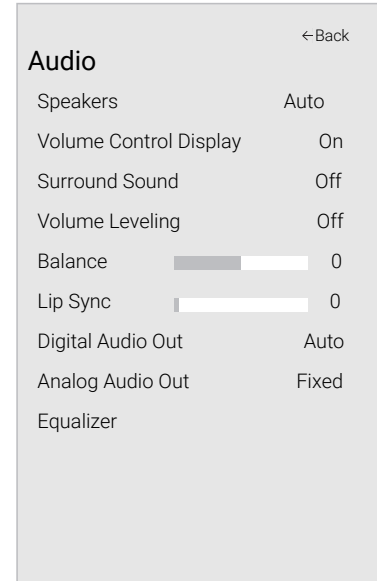 ←Back
Audio
Speakers Auto
Volume Control Display On
Surround Sound Off
Volume Leveling Off
Balance 0
Lip Sync 0
Digital Audio Out Auto
Analog Audio Out Fixed
Equalizer